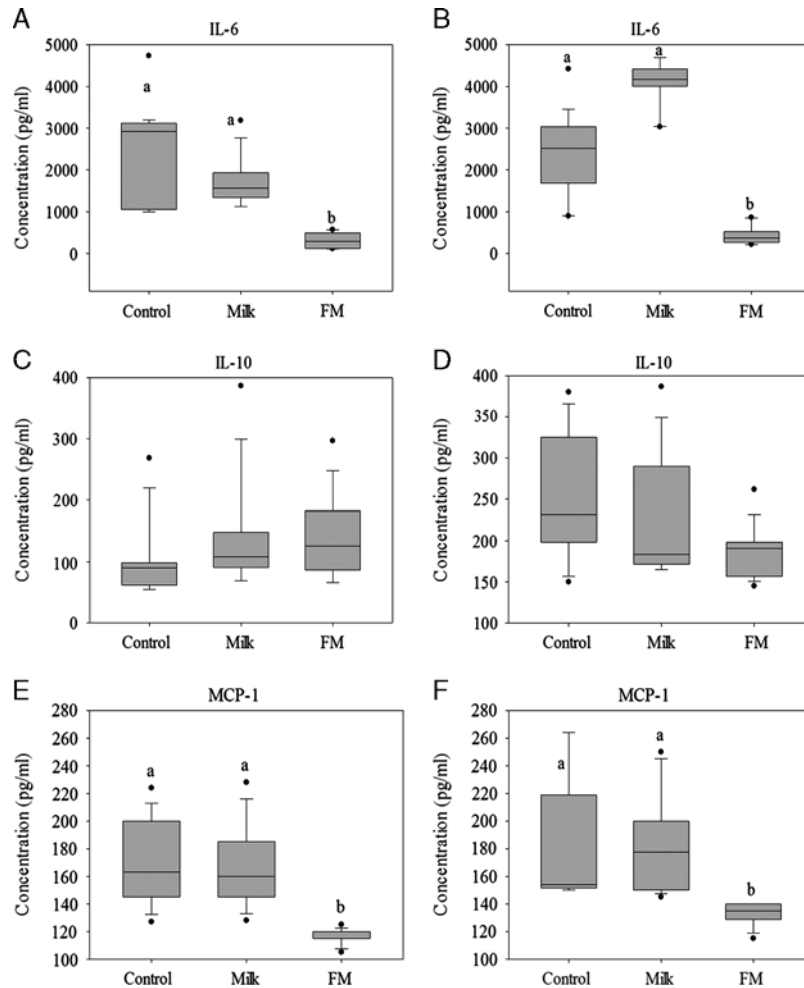 A
IL-6
Concentration (pg/ml)
5000
4000
3000
2000
1000
0
a
a
b
Control Milk FM
B
IL-6
Concentration (pg/ml)
5000
4000
3000
2000
1000
0
a
a
b
Control Milk FM
C
IL-10
Concentration (pg/ml)
400
300
200
100
0
Control Milk FM
D
IL-10
Concentration (pg/ml)
400
350
300
250
200
150
100
Control Milk FM
E
MCP-1
Concentration (pg/ml)
280
260
240
220
200
180
160
140
120
100
a
a
b
Control Milk FM
F
MCP-1
Concentration (pg/ml)
280
260
240
220
200
180
160
140
120
100
a
a
b
Control Milk FM